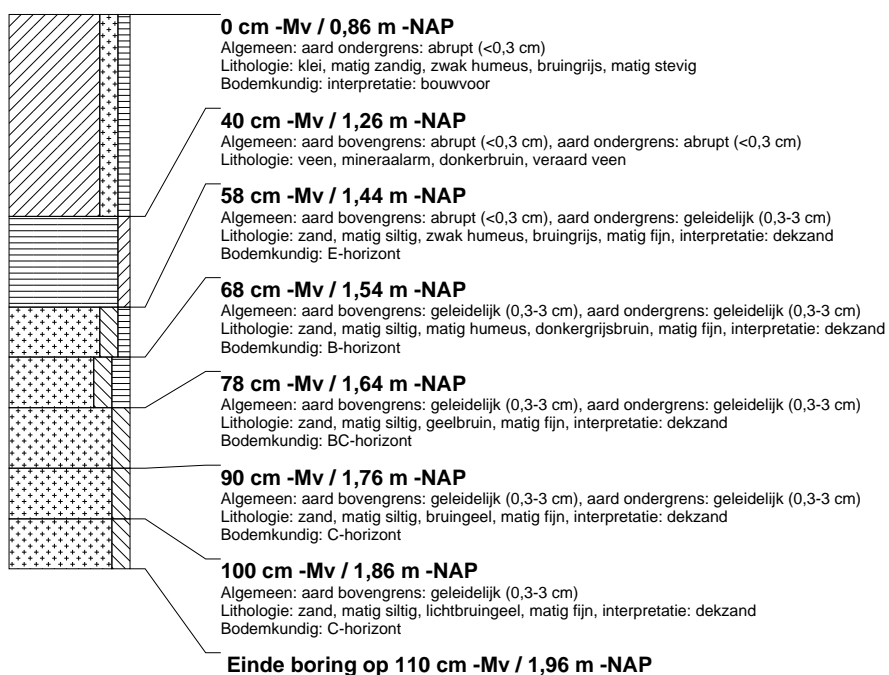 0 cm -Mv / 0,86 m -NAP
Algemeen: aard ondergrens: abrupt (<0,3 cm)
Lithologie: klei, matig zandig, zwak humeus, bruingrijs, matig stevig
Bodemkundig: interpretatie: bouwvoor
40 cm -Mv / 1,26 m -NAP
Algemeen: aard bovengrens: abrupt (<0,3 cm), aard ondergrens: abrupt (<0,3 cm)
Lithologie: veen, mineraalarm, donkerbruin, veraard veen
58 cm -Mv / 1,44 m -NAP
Algemeen: aard bovengrens: abrupt (<0,3 cm), aard ondergrens: geleidelijk (0,3-3 cm)
Lithologie: zand, matig siltig, zwak humeus, bruingrijs, matig fijn, interpretatie: dekzand
Bodemkundig: E-horizont
68 cm -Mv / 1,54 m -NAP
Algemeen: aard bovengrens: geleidelijk (0,3-3 cm), aard ondergrens: geleidelijk (0,3-3 cm)
Lithologie: zand, matig siltig, matig humeus, donkergrijsbruin, matig fijn, interpretatie: dekzand
Bodemkundig: B-horizont
78 cm -Mv / 1,64 m -NAP
Algemeen: aard bovengrens: geleidelijk (0,3-3 cm), aard ondergrens: geleidelijk (0,3-3 cm)
Lithologie: zand, matig siltig, geelbruin, matig fijn, interpretatie: dekzand
Bodemkundig: BC-horizont
90 cm -Mv / 1,76 m -NAP
Algemeen: aard bovengrens: geleidelijk (0,3-3 cm), aard ondergrens: geleidelijk (0,3-3 cm)
Lithologie: zand, matig siltig, bruingeel, matig fijn, interpretatie: dekzand
Bodemkundig: C-horizont
100 cm -Mv / 1,86 m -NAP
Algemeen: aard bovengrens: geleidelijk (0,3-3 cm)
Lithologie: zand, matig siltig, lichtbruingeel, matig fijn, interpretatie: dekzand
Bodemkundig: C-horizont
Einde boring op 110 cm -Mv / 1,96 m -NAP